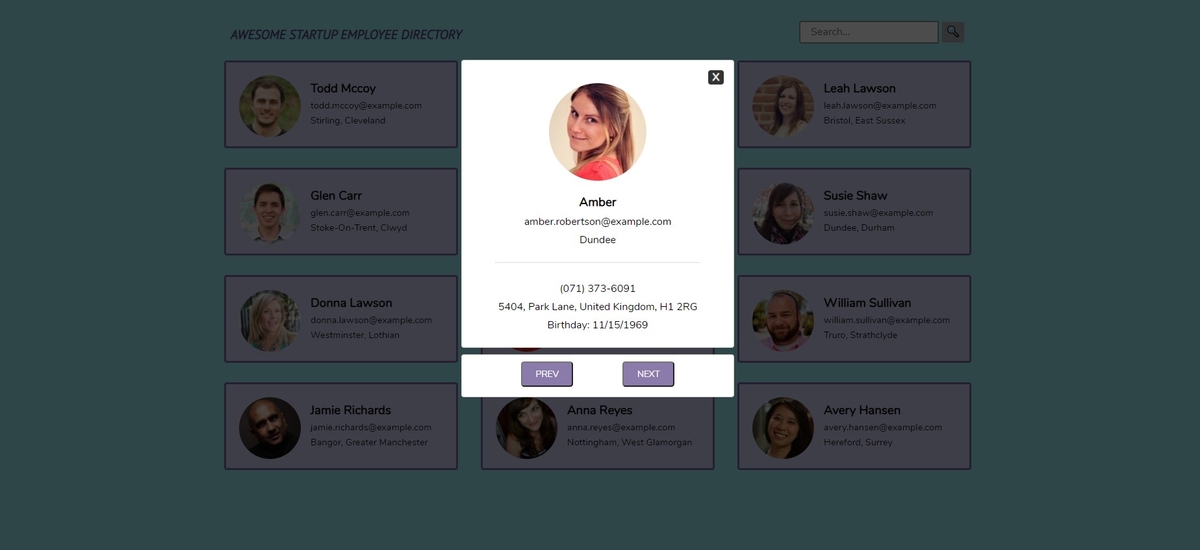 AWESOME STARTUP EMPLOYEE DIRECTORY
Search...
Todd Mccoy
todd.mccoy@example.com
Stirling, Cleveland
X
Amber
amber.robertson@example.com
Dundee
(071) 373-6091
5404, Park Lane, United Kingdom, H1 2RG
Birthday: 11/15/1969
PREV
NEXT
Leah Lawson
leah.lawson@example.com
Bristol, East Sussex
Glen Carr
glen.carr@example.com
Stoke-On-Trent, Clwyd
Susie Shaw
susie.shaw@example.com
Dundee, Durham
Donna Lawson
donna.lawson@example.com
Westminster, Lothian
William Sullivan
william.sullivan@example.com
Truro, Strathclyde
Jamie Richards
jamie.richards@example.com
Bangor, Greater Manchester
Anna Reyes
anna.reyes@example.com
Nottingham, West Glamorgan
Avery Hansen
avery.hansen@example.com
Hereford, Surrey